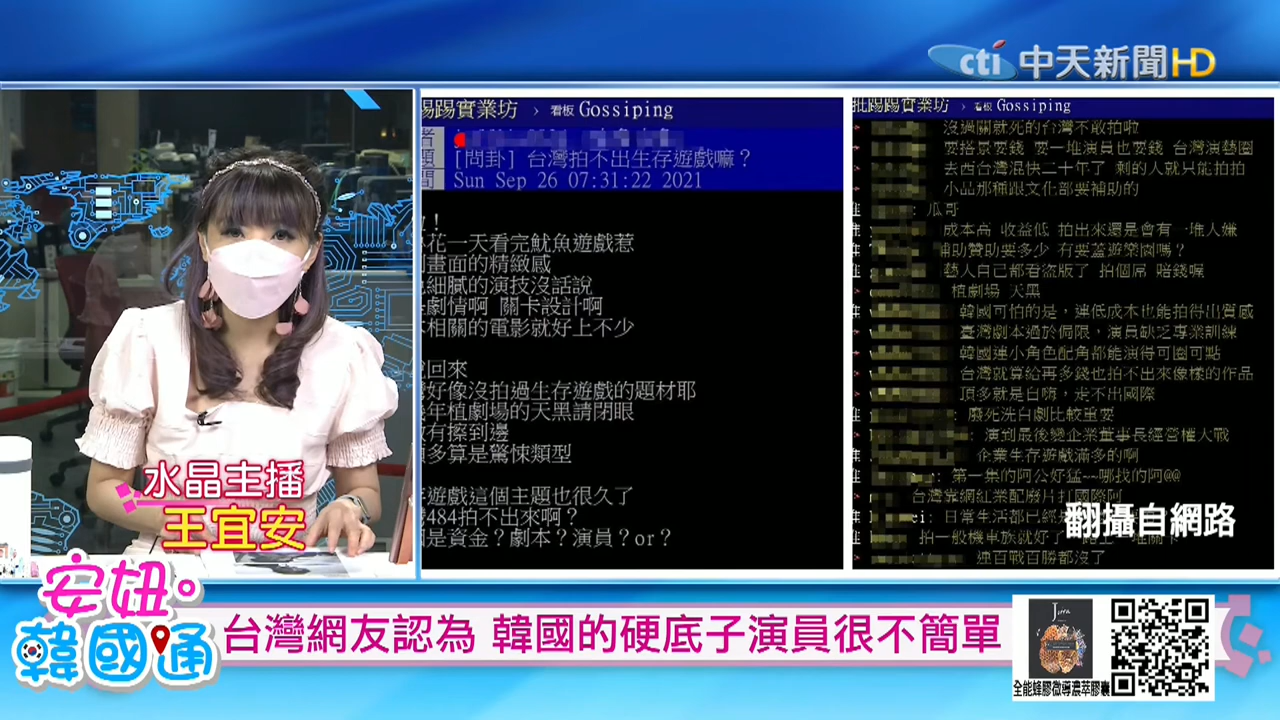 cti 中天新聞HD
踢踢實業坊 › 看板 Gossiping
[問卦] 台灣拍不出生存遊戲嘛？
Sun Sep 26 07:31:22 2021
花一天看完魷魚遊戲惹
畫面的精緻感
細膩的演技沒話說
劇情啊 關卡設計啊
相關的電影就好上不少
回來
好像沒拍過生存遊戲的題材耶
年植劇場的天黑請閉眼
有擦到邊
多算是驚悚類型
遊戲這個主題也很久了
484拍不出來啊？
是資金？劇本？演員？or？
批踢踢實業坊 › 看板 Gossiping
沒過關就死的台灣不敢拍啦
要搭景要錢 要一堆演員也要錢 台灣演藝圈
去西台灣混快二十年了 剩的人就只能拍拍
小品那種跟文化部要補助的
推 : 瓜哥
成本高 收益低 拍出來還是會有一堆人嫌
補助贊助要多少 有要蓋遊樂園嗎？
藝人自己都看盜版了 拍個屁 賠錢喔
植劇場 天黑
韓國可怕的是，連低成本也能拍得出質感
臺灣劇本過於侷限，演員缺乏專業訓練
韓國連小角色配角都能演得可圈可點
台灣就算給再多錢也拍不出來像樣的作品
頂多就是自嗨，走不出國際
: 廢死洗白劇比較重要
: 演到最後變企業董事長經營權大戰
企業生存遊戲滿多的啊
: 第一集的阿公好猛~~哪找的阿@@
台灣靠網紅業配廢片打國際阿
: 日常生活都已經是
拍一般機車族就好了
連百戰百勝都沒了
翻攝自網路
水晶主播
王宜安
安妞。
韓國通
台灣網友認為 韓國的硬底子演員很不簡單
全能蜂膠微導濃萃膠囊